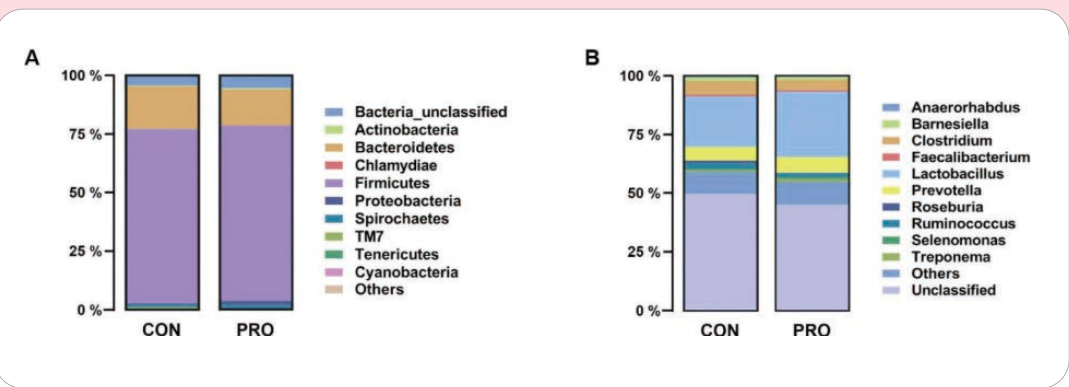 A
100 %
75 %
50 %
25 %
0 %
CON PRO
Bacteria_unclassified
Actinobacteria
Bacteroidetes
Chlamydiae
Firmicutes
Proteobacteria
Spirochaetes
TM7
Tenericutes
Cyanobacteria
Others
B
100 %
75 %
50 %
25 %
0 %
CON PRO
Anaerorhabdus
Barnesiella
Clostridium
Faecalibacterium
Lactobacillus
Prevotella
Roseburia
Ruminococcus
Selenomonas
Treponema
Others
Unclassified